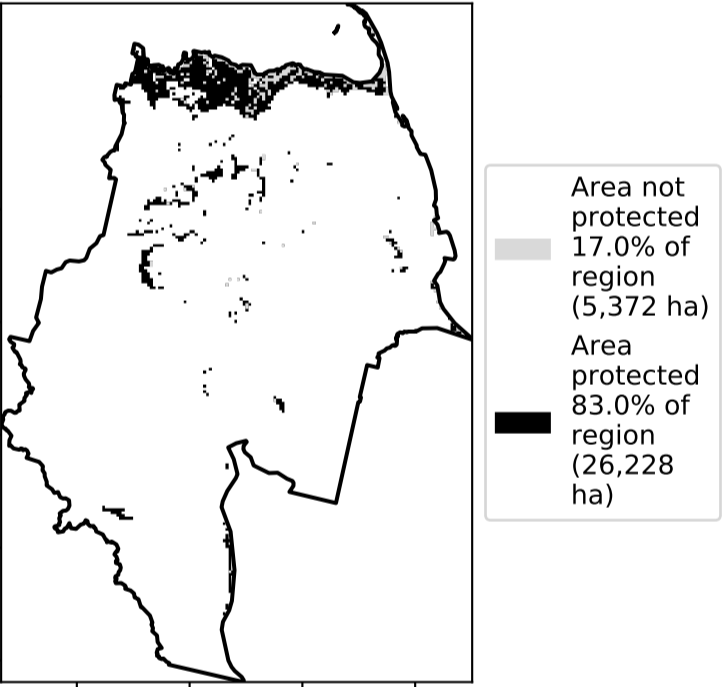 Area not
protected
17.0% of
region
(5,372 ha)
Area
protected
83.0% of
region
(26,228
ha)